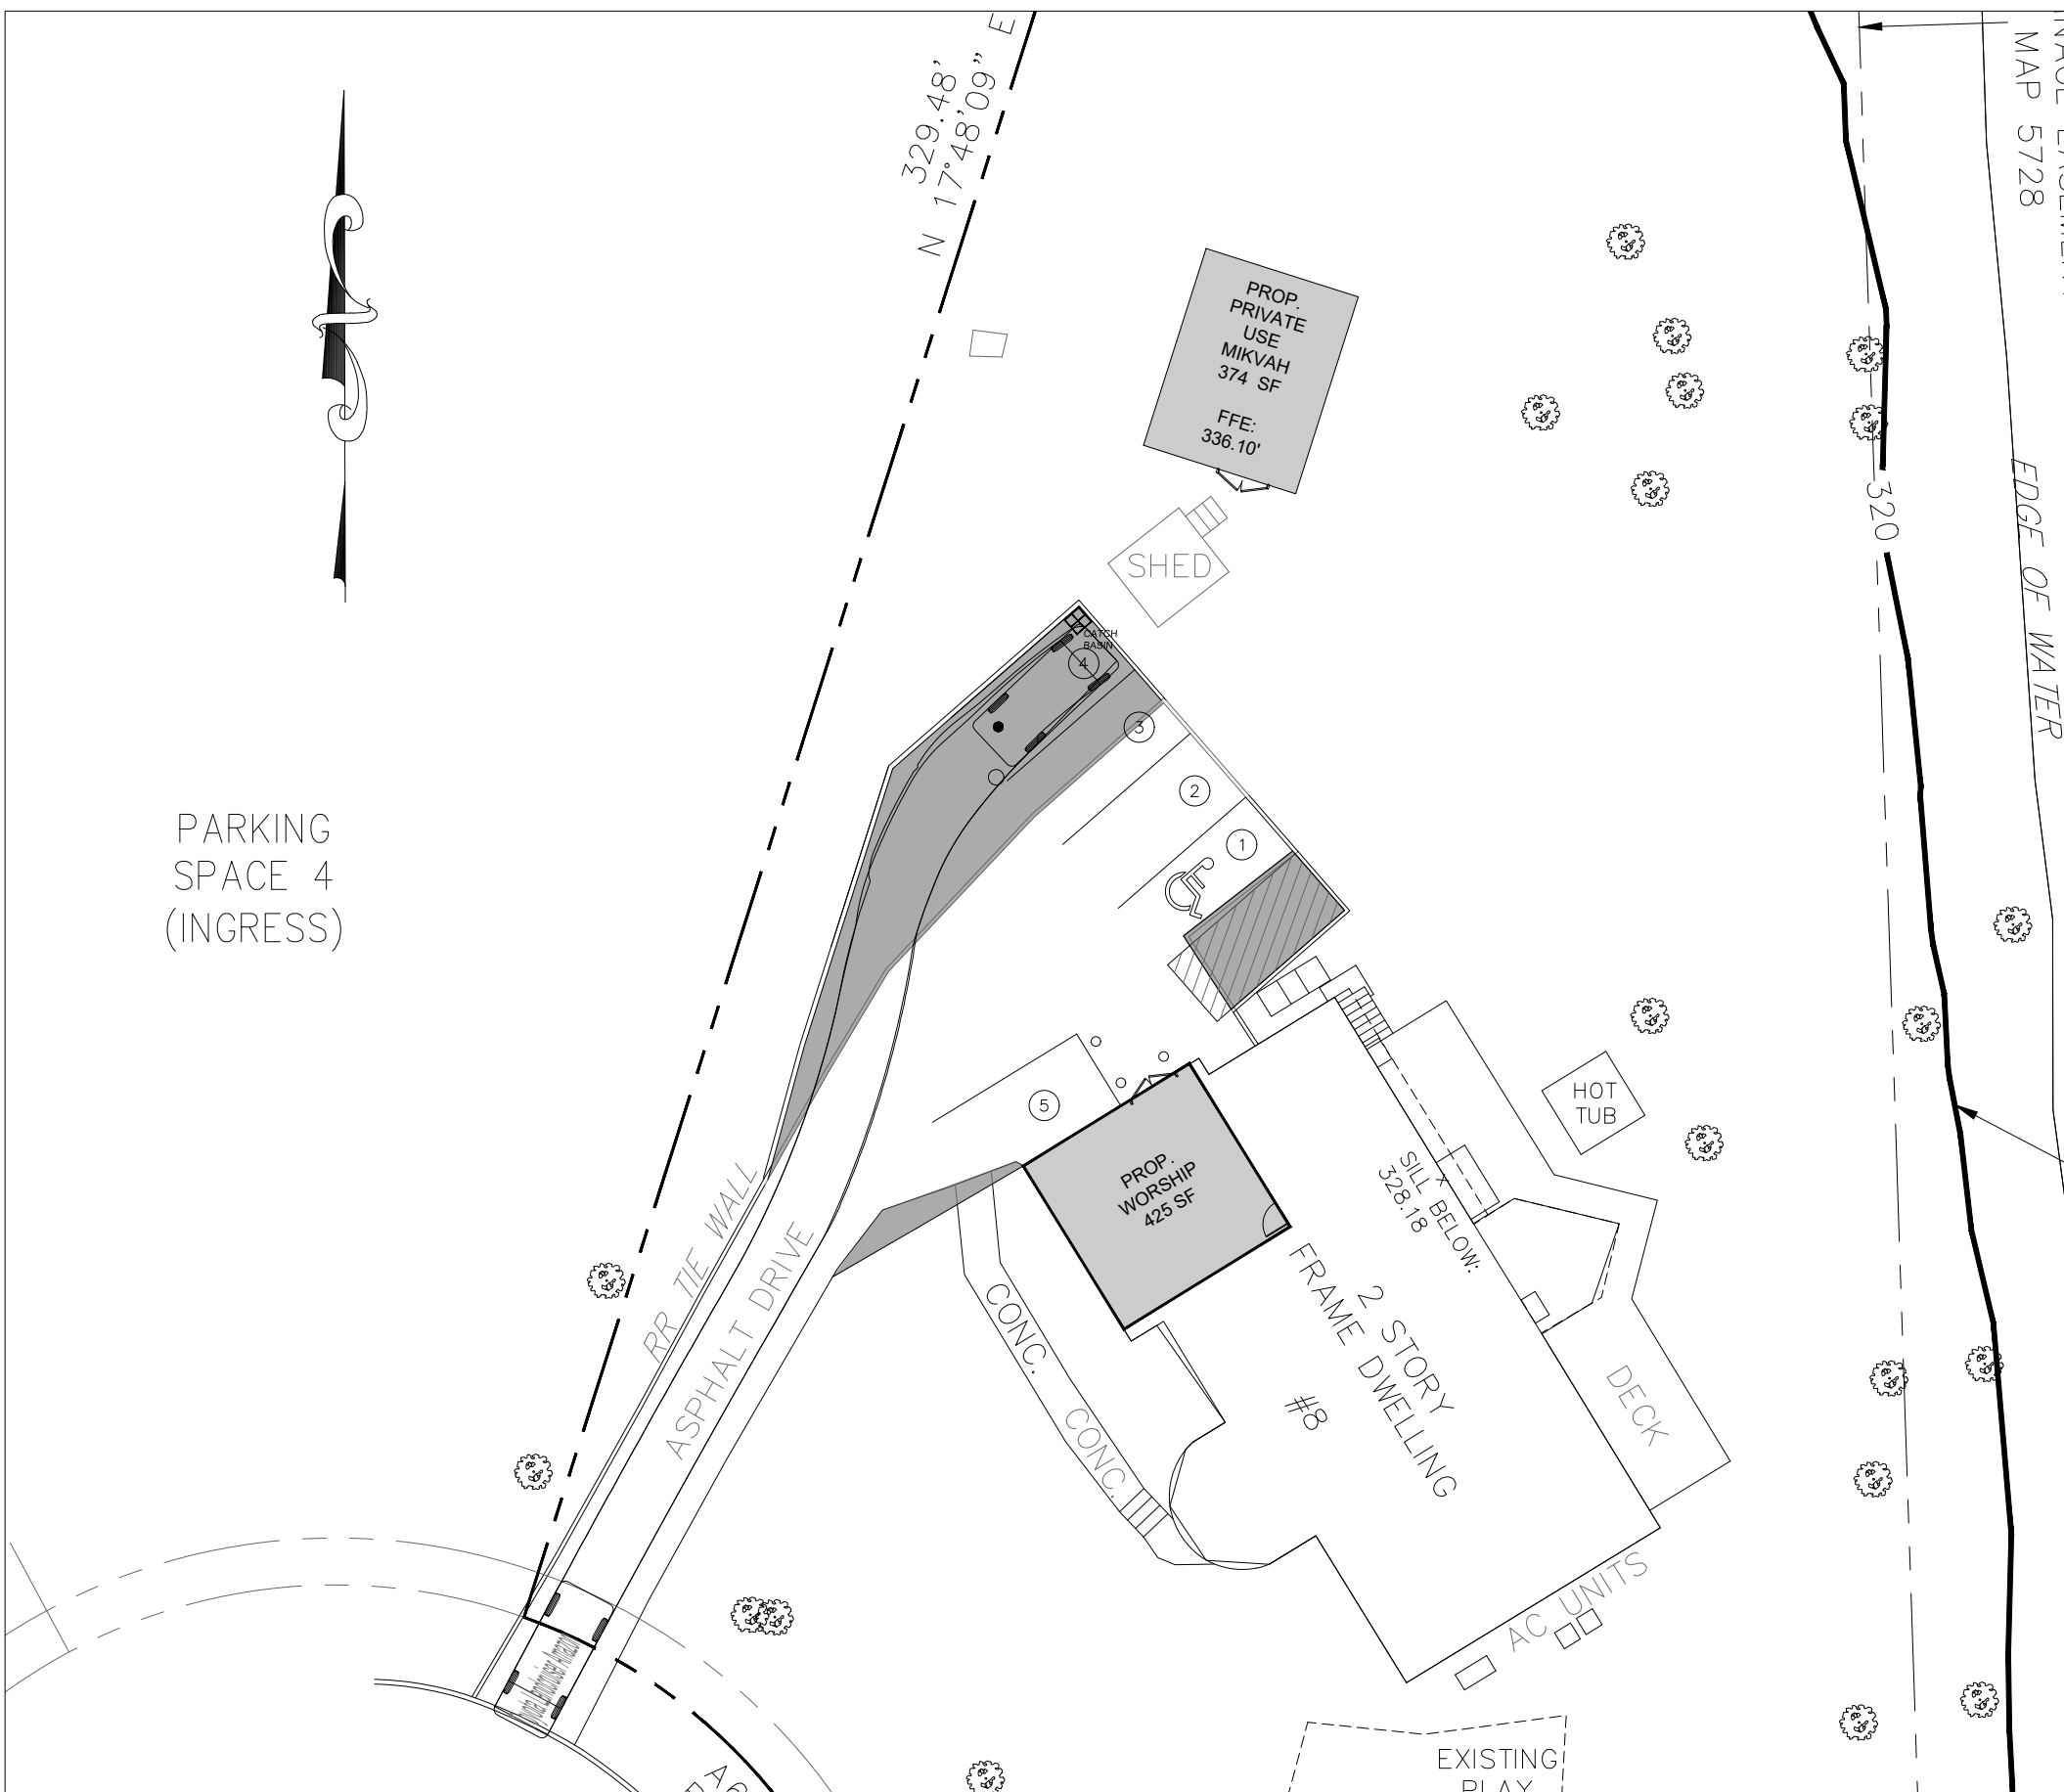 329.48'
N 17°48'09" E
MAP 5728
PROP.
PRIVATE
USE
MIKVAH
374 SF
FFE:
336.10'
320
EDGE OF WATER
SHED
CATCH
BASIN
4
3
2
1
PARKING
SPACE 4
(INGRESS)
5
PROP.
WORSHIP
425 SF
HOT
TUB
SILL BELOW:
328.18
RR TIE WALL
ASPHALT DRIVE
CONC.
CONC.
2 STORY
FRAME DWELLING
#8
DECK
AC UNITS
EXISTING
PLAY